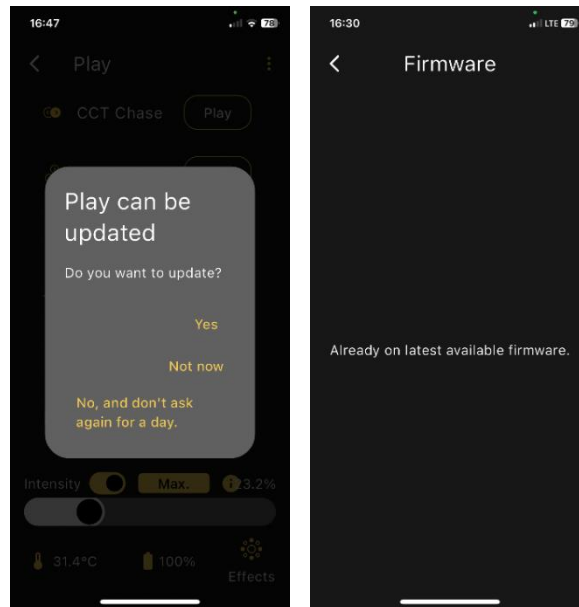 16:47
78
Play
CCT Chase
Play
Play can be
updated
Do you want to update?
Yes
Not now
No, and don't ask
again for a day.
Intensity
Max.
23.2%
31.4°C
100%
Effects
16:30
LTE
79
Firmware
Already on latest available firmware.